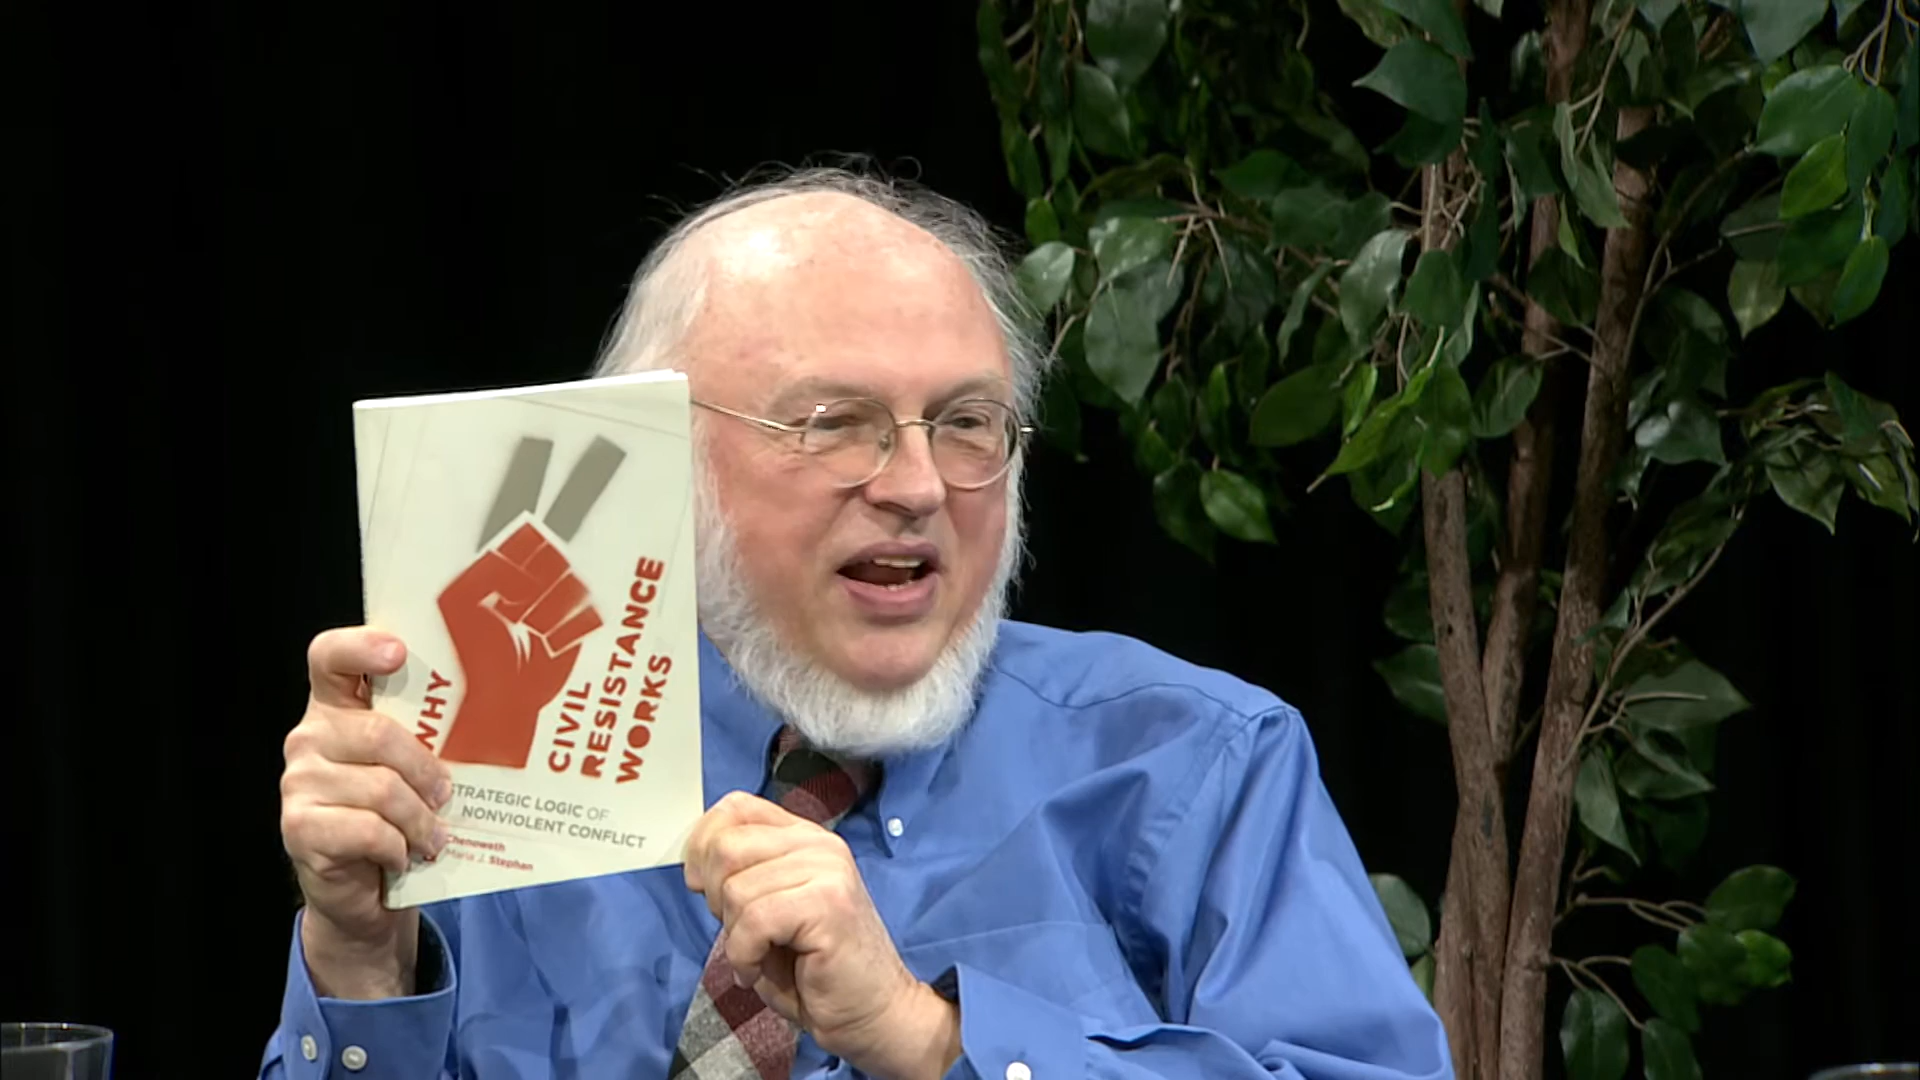 WHY
CIVIL
RESISTANCE
WORKS
STRATEGIC LOGIC OF
NONVIOLENT CONFLICT
Chenoweth
Maria J. Stephan